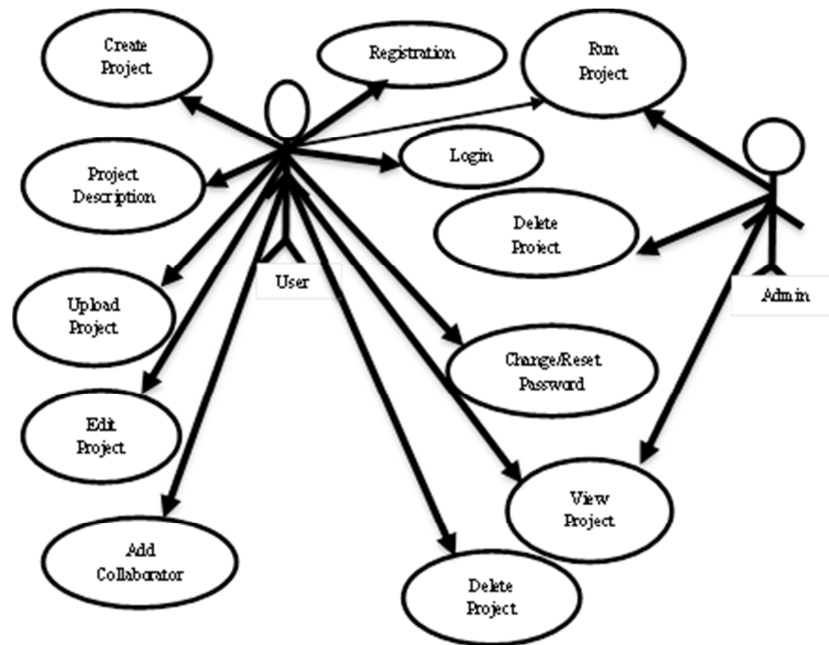 Create
Project
Registration
Run
Project
Login
Project
Description
Delete
Project
User
Admin
Upload
Project
Change/Reset
Password
Edit
Project
View
Project
Add
Collaborator
Delete
Project